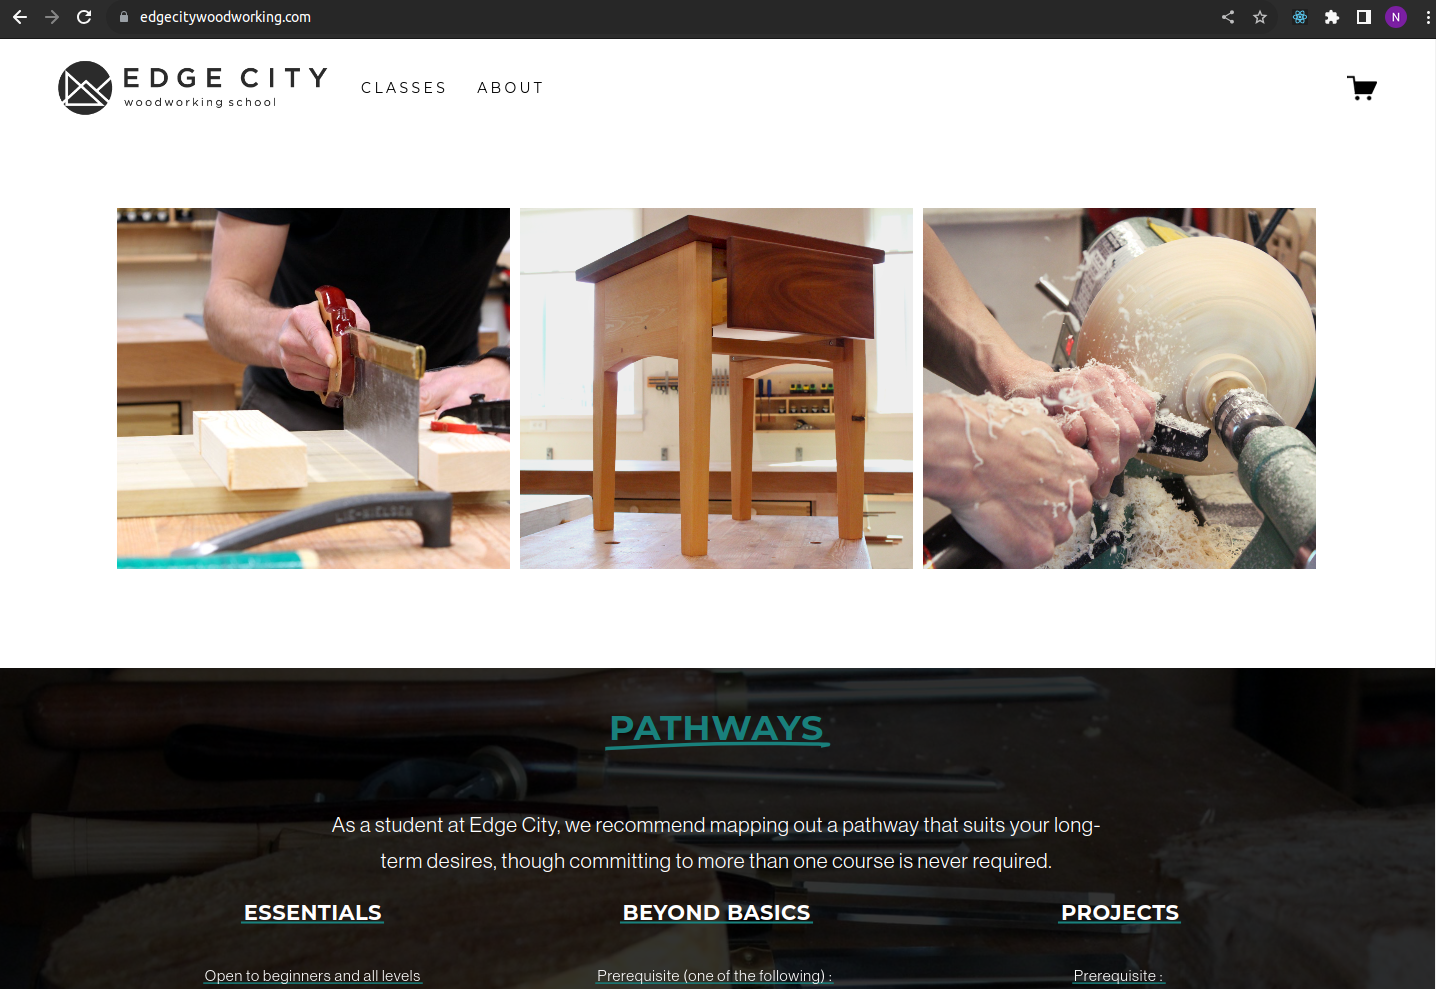 edgecitywoodworking.com
N
EDGE CITY
woodworking school
CLASSES ABOUT
LIE-NIELSEN
PATHWAYS
As a student at Edge City, we recommend mapping out a pathway that suits your long-
term desires, though committing to more than one course is never required.
ESSENTIALS BEYOND BASICS PROJECTS
Open to beginners and all levels Prerequisite (one of the following) : Prerequisite :